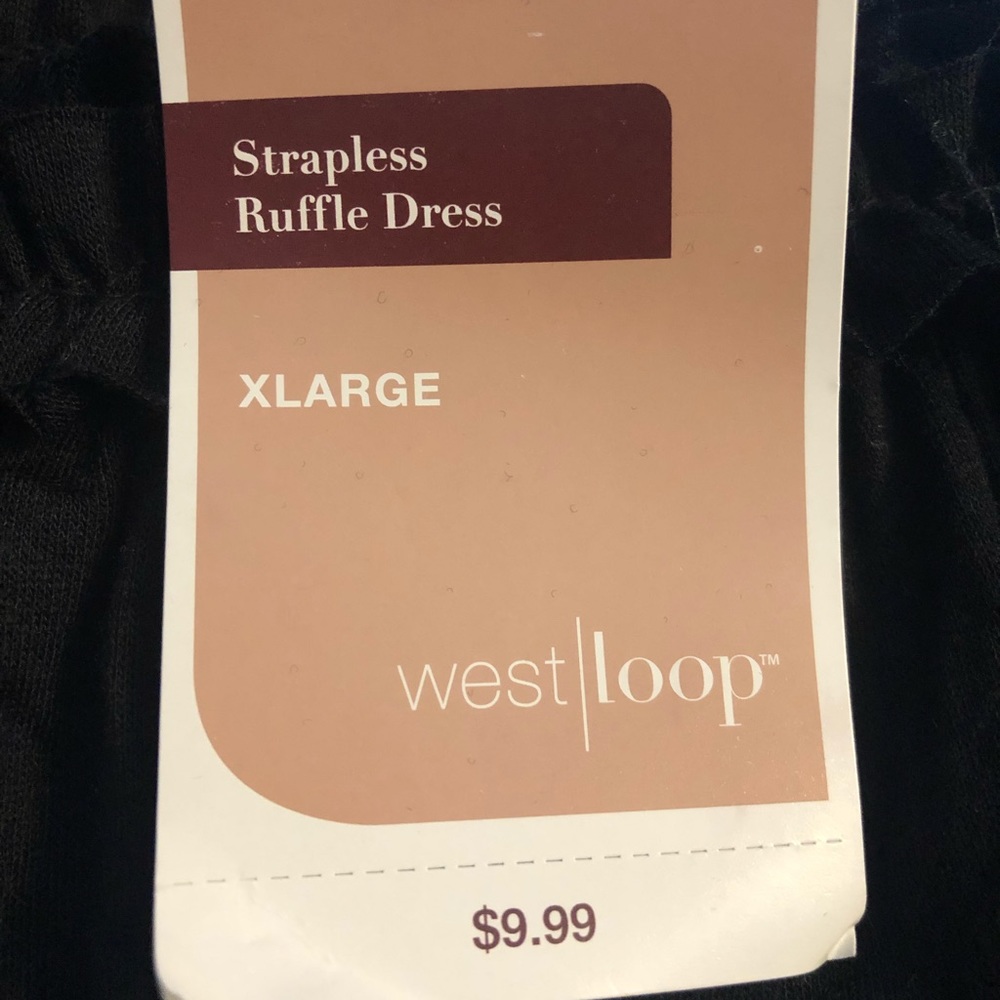 Strapless
Ruffle Dress
XLARGE
west|loop™
$9.99